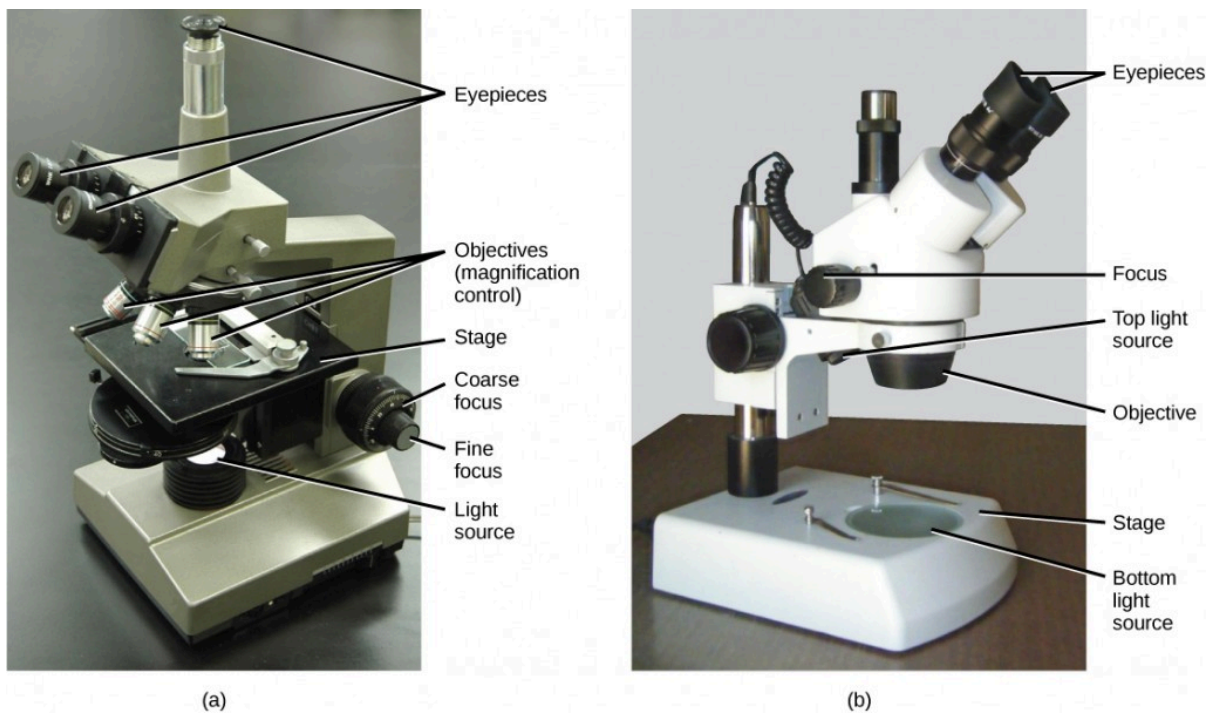 Eyepieces
Objectives
(magnification
control)
Stage
Coarse
focus
Fine
focus
Light
source
(a)
Eyepieces
Focus
Top light
source
Objective
Stage
Bottom
light
source
(b)